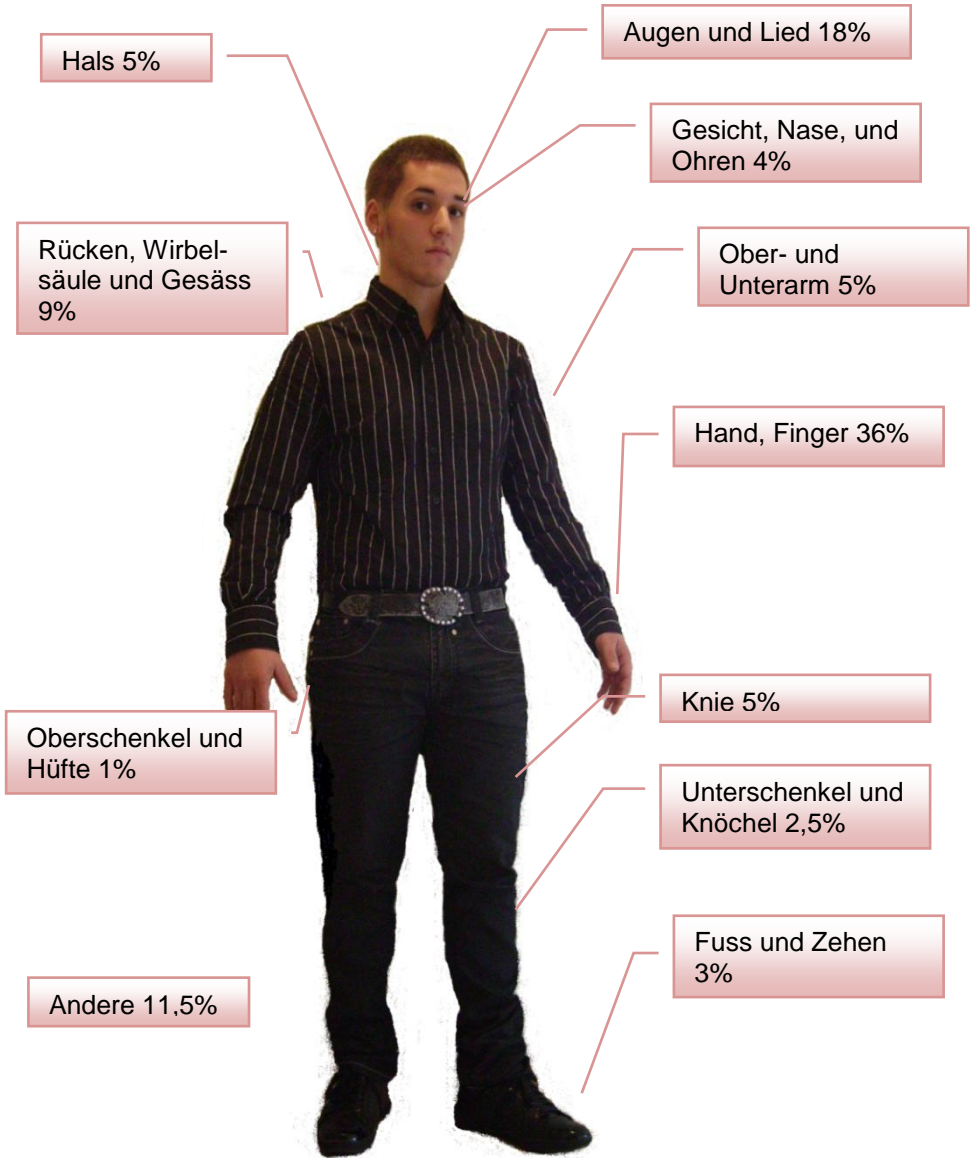 Augen und Lied 18%
Hals 5%
Gesicht, Nase, und
Ohren 4%
Rücken, Wirbel-
säule und Gesäss
9%
Ober- und
Unterarm 5%
Hand, Finger 36%
Knie 5%
Oberschenkel und
Hüfte 1%
Unterschenkel und
Knöchel 2,5%
Fuss und Zehen
3%
Andere 11,5%